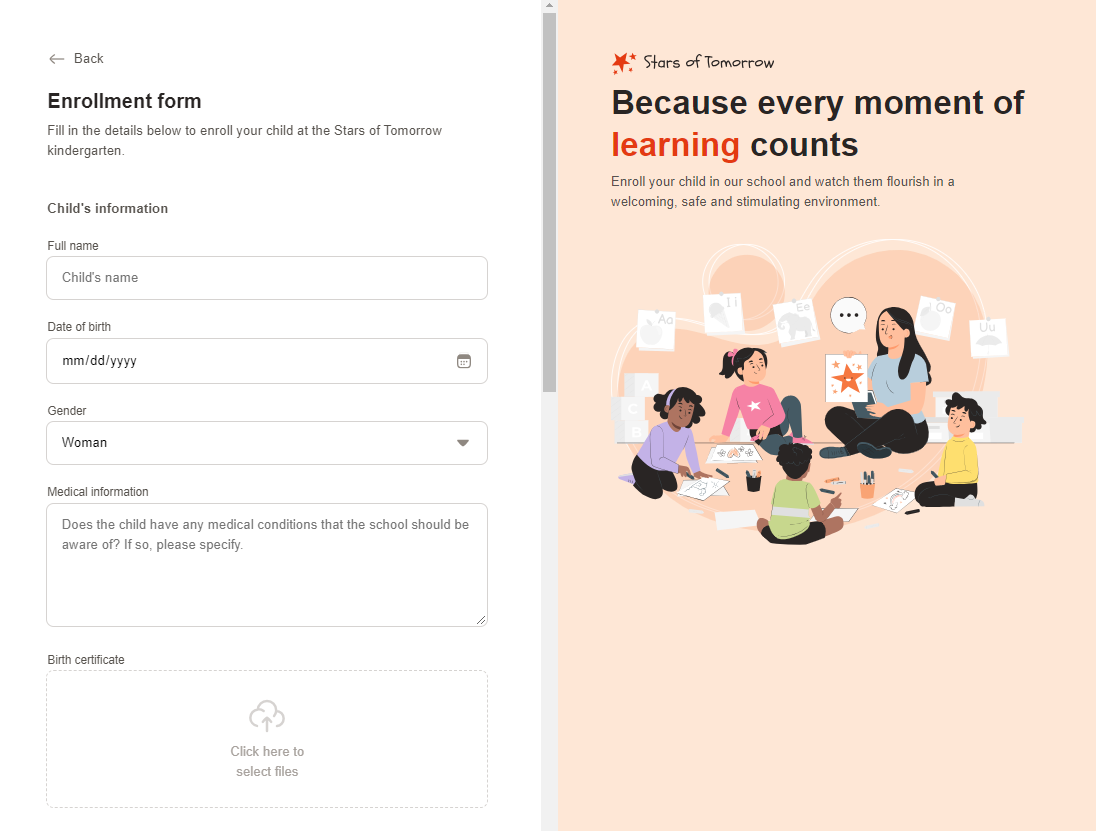 Back
Enrollment form
Fill in the details below to enroll your child at the Stars of Tomorrow
kindergarten.
Child's information
Full name
Child's name
Date of birth
mm/dd/yyyy
Gender
Woman
Medical information
Does the child have any medical conditions that the school should be
aware of? If so, please specify.
Birth certificate
Click here to
select files
Stars of Tomorrow
Because every moment of
learning counts
Enroll your child in our school and watch them flourish in a
welcoming, safe and stimulating environment.
Aa
Ii
Ee
Oo
Uu
A
C
B